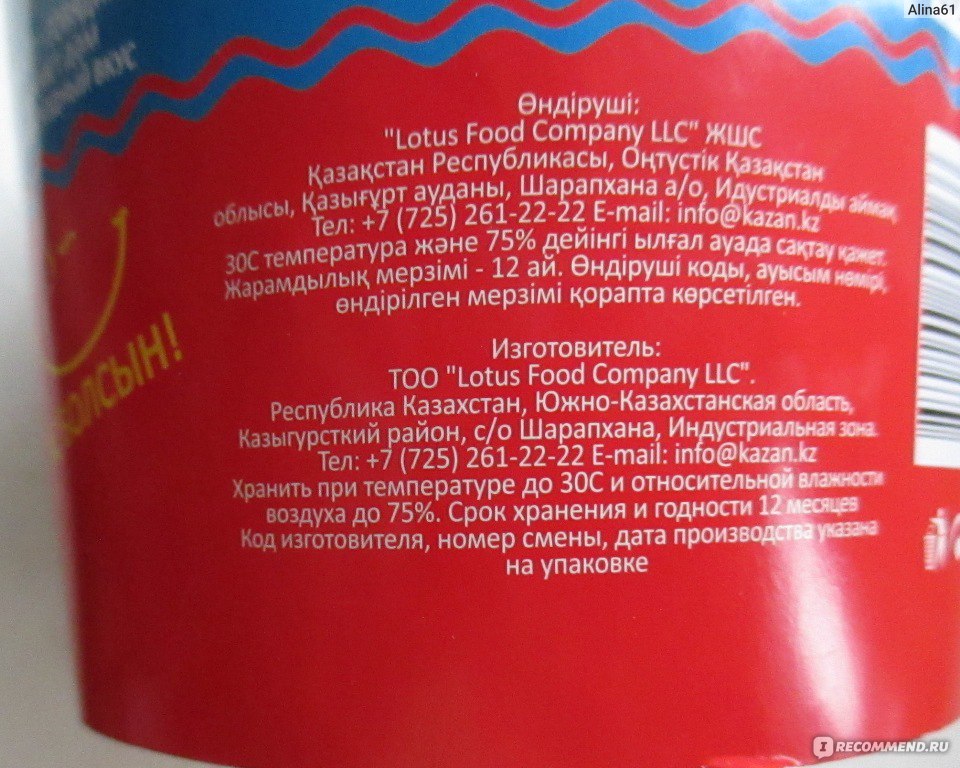 Alina61
ВКУС
ОЛСЫН!
Өндіруші:
"Lotus Food Company LLC" ЖШС
Қазақстан Республикасы, Оңтүстік Қазақстан
облысы, Қазығұрт ауданы, Шарапхана а/о, Идустриалды аймақ,
Тел: +7 (725) 261-22-22 E-mail: info@kazan.kz
30С температура және 75% дейінгі ылғал ауада сақтау қажет.
Жарамдылық мерзімі - 12 ай. Өндіруші коды, ауысым нөмірі,
өндірілген мерзімі қорапта көрсетілген.
Изготовитель:
ТОО "Lotus Food Company LLC".
Республика Казахстан, Южно-Казахстанская область,
Казыгурсткий район, с/о Шарапхана, Индустриальная зона.
Тел: +7 (725) 261-22-22 E-mail: info@kazan.kz
Хранить при температуре до 30С и относительной влажности
воздуха до 75%. Срок хранения и годности 12 месяцев
Код изготовителя, номер смены, дата производства указана
на упаковке
IRECOMMEND.RU